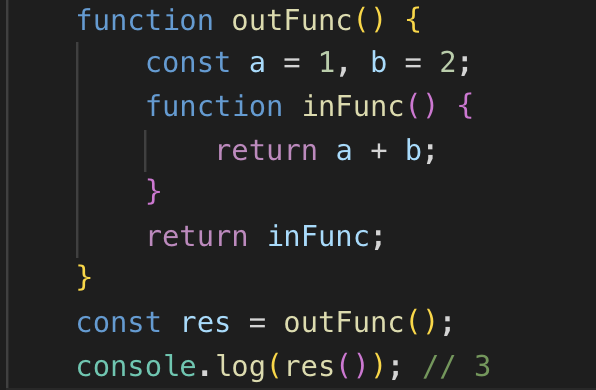 function outFunc() {
    const a = 1, b = 2;
    function inFunc() {
        return a + b;
    }
    return inFunc;
}
const res = outFunc();
console.log(res()); // 3